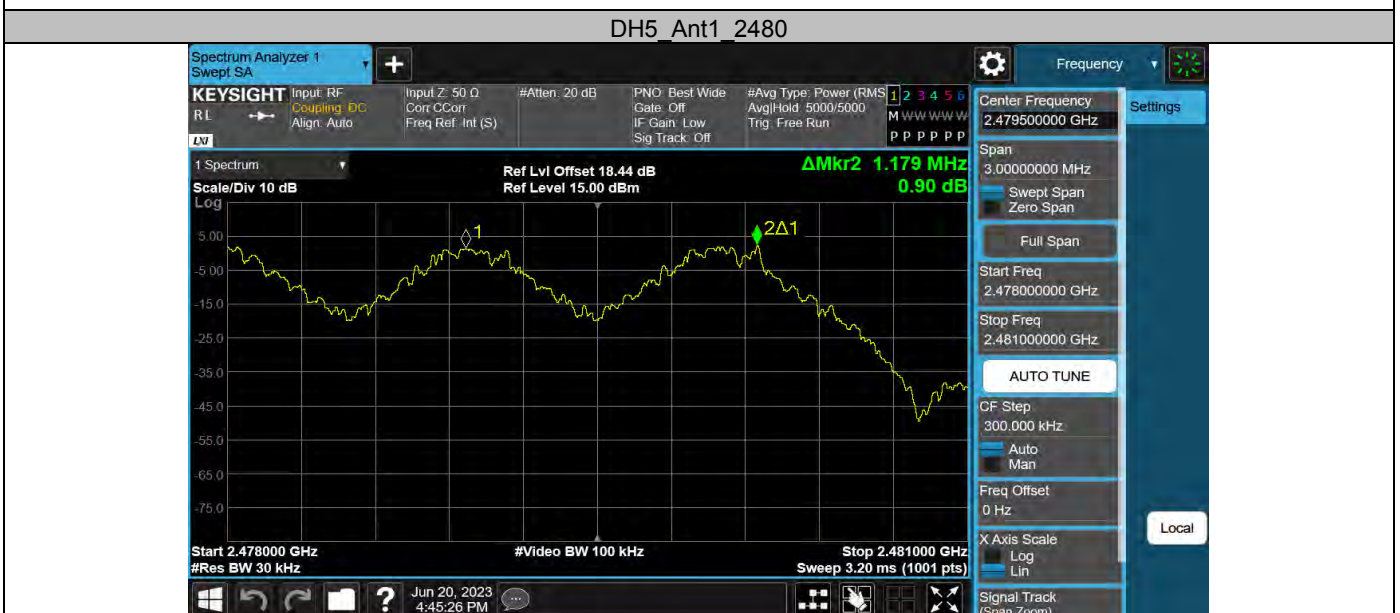 DH5_Ant1_2480
Spectrum Analyzer 1
Swept SA
Frequency
KEYSIGHT
RL
LXI
Input: RF
Coupling: DC
Align: Auto
Input Z: 50 Ω
Corr CCorr
Freq Ref: Int (S)
#Atten: 20 dB
PNO: Best Wide
Gate: Off
IF Gain: Low
Sig Track: Off
#Avg Type: Power (RMS
Avg|Hold: 5000/5000
Trig: Free Run
1 2 3 4 5 6
M W W W W W
P P P P P P
Center Frequency
2.479500000 GHz
Settings
1 Spectrum
Scale/Div 10 dB
Log
Ref Lvl Offset 18.44 dB
Ref Level 15.00 dBm
ΔMkr2 1.179 MHz
0.90 dB
Span
3.00000000 MHz
Swept Span
Zero Span
Full Span
Start Freq
2.478000000 GHz
Stop Freq
2.481000000 GHz
AUTO TUNE
CF Step
300.000 kHz
Auto
Man
Freq Offset
0 Hz
X Axis Scale
Log
Lin
Signal Track
(Span Zoom)
Local
1
2Δ1
5.00
-5.00
-15.0
-25.0
-35.0
-45.0
-55.0
-65.0
-75.0
Start 2.478000 GHz
#Res BW 30 kHz
#Video BW 100 kHz
Stop 2.481000 GHz
Sweep 3.20 ms (1001 pts)
?
Jun 20, 2023
4:45:26 PM